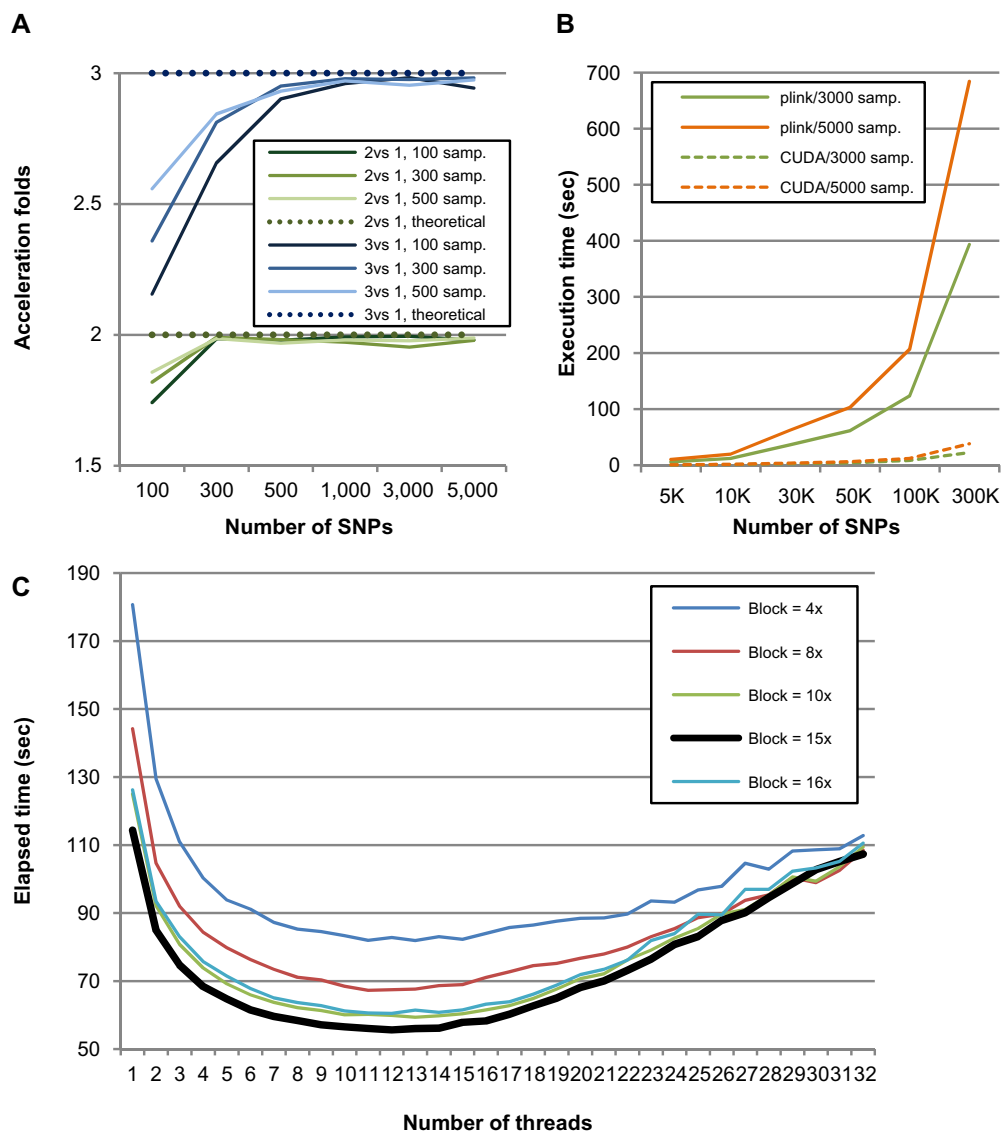 A
Acceleration folds
3
2.5
2
1.5
2vs 1, 100 samp.
2vs 1, 300 samp.
2vs 1, 500 samp.
2vs 1, theoretical
3vs 1, 100 samp.
3vs 1, 300 samp.
3vs 1, 500 samp.
3vs 1, theoretical
100 300 500 1,000 3,000 5,000
Number of SNPs
B
Execution time (sec)
700
600
500
400
300
200
100
0
plink/3000 samp.
plink/5000 samp.
CUDA/3000 samp.
CUDA/5000 samp.
5K 10K 30K 50K 100K 300K
Number of SNPs
C
Elapsed time (sec)
190
170
150
130
110
90
70
50
Block = 4x
Block = 8x
Block = 10x
Block = 15x
Block = 16x
1 2 3 4 5 6 7 8 9 10 11 12 13 14 15 16 17 18 19 20 21 22 23 24 25 26 27 28 29 30 31 32
Number of threads